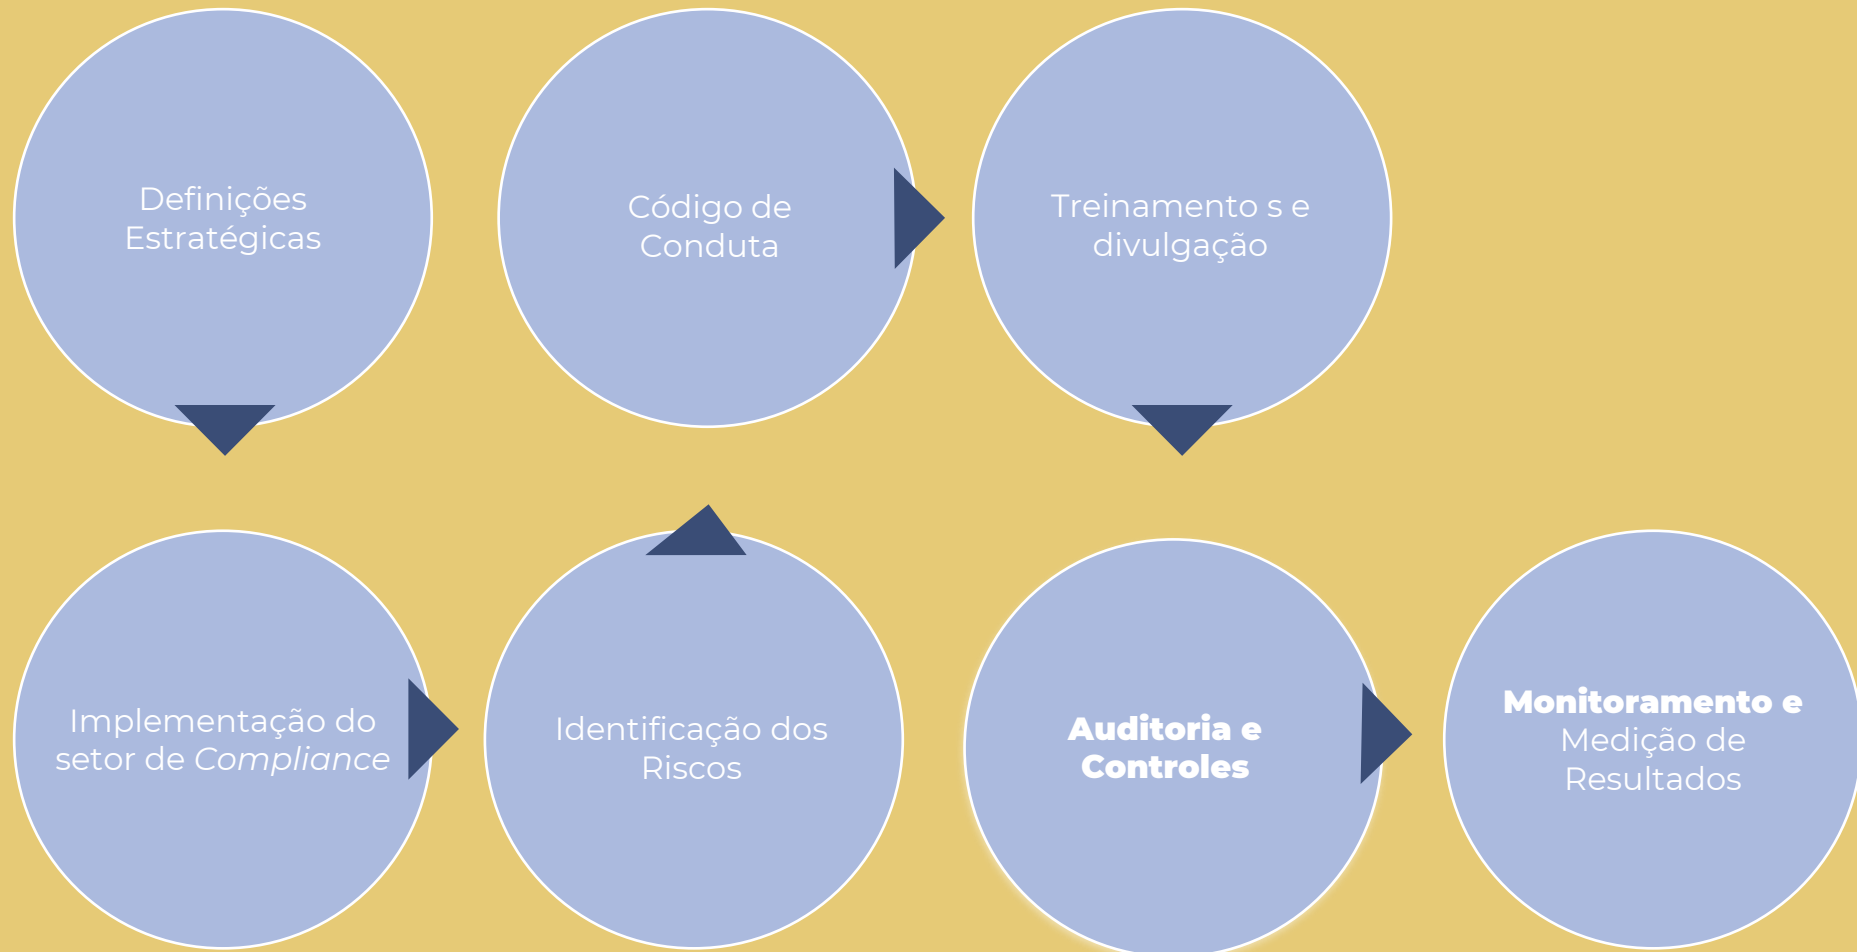 Definições
Estratégicas
Código de
Conduta
Treinamento s e
divulgação
Implementação do
setor de Compliance
Identificação dos
Riscos
Auditoria e
Controles
Monitoramento e
Medição de
Resultados